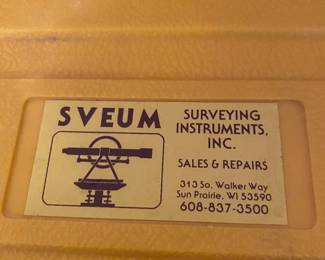 SVEUM
SURVEYING
INSTRUMENTS,
INC.
SALES & REPAIRS
313 So. Walker Way
Sun Prairie, WI 53590
608-837-3500